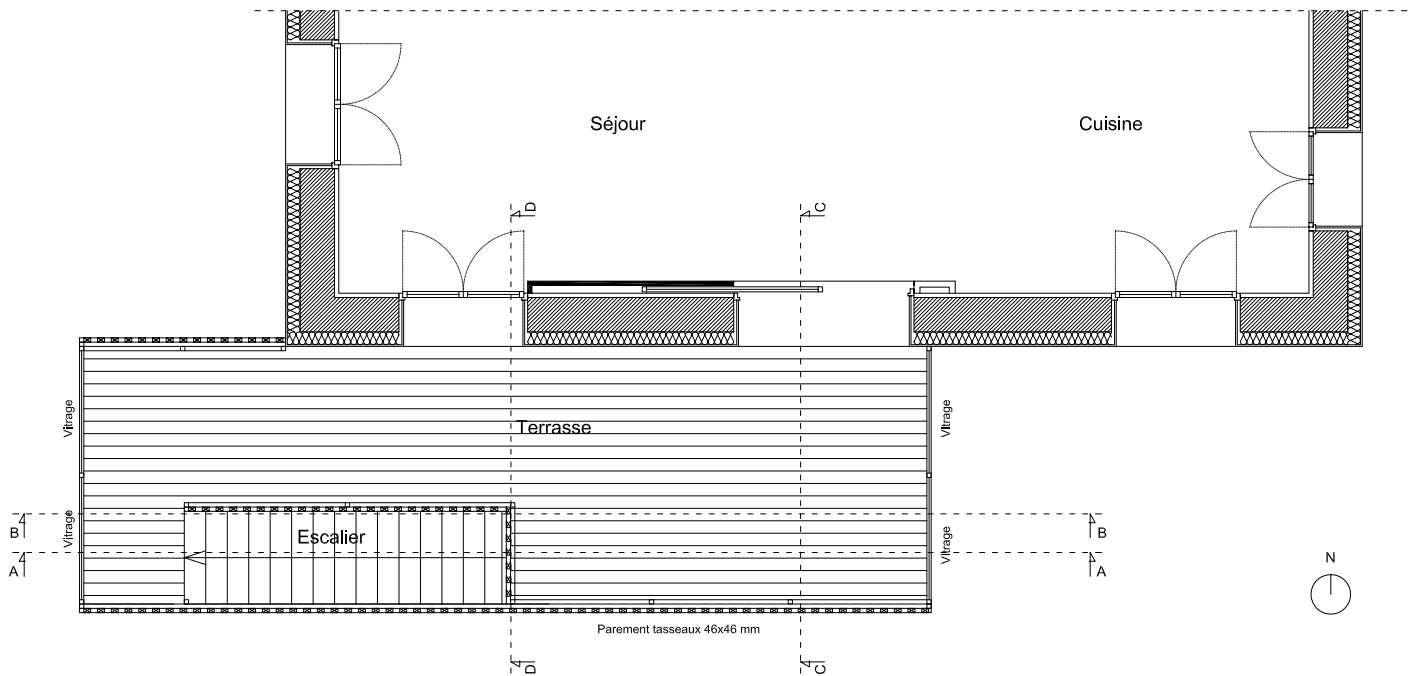 Séjour
Cuisine
D
C
Vitrage
Vitrage
Terrasse
Vitrage
Vitrage
Escalier
B
B
A
A
N
Parement tasseaux 46x46 mm
D
C